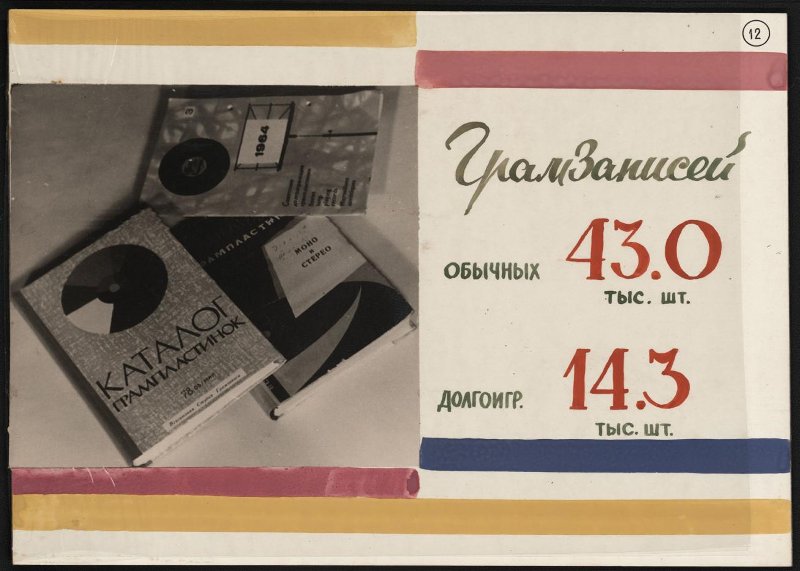 12
Грамзаписей
ОБЫЧНЫХ 43.0
ТЫС. ШТ.
ДОЛГОИГР. 14.3
ТЫС. ШТ.
1964
ГРАМПЛАСТИН
МОНО И
СТЕРЕО
КАТАЛОГ
ГРАМПЛАСТИНОК
78 об/мин